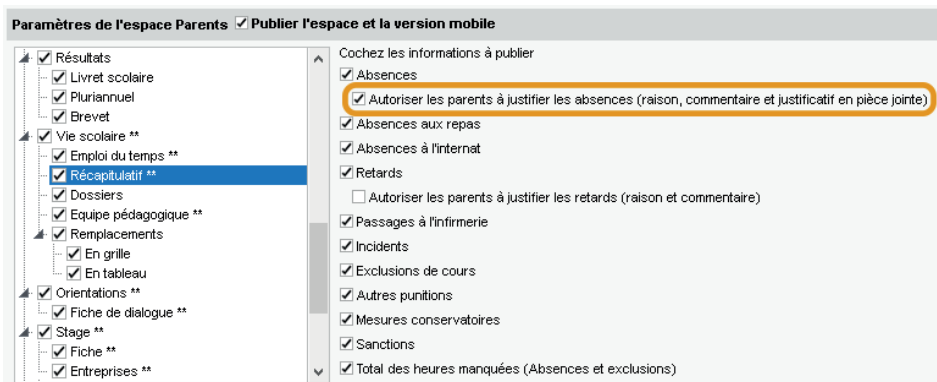 Paramètres de l'espace Parents Publier l'espace et la version mobile
Résultats
Livret scolaire
Pluriannuel
Brevet
Vie scolaire **
Emploi du temps **
Récapitulatif **
Dossiers
Equipe pédagogique **
Remplacements
En grille
En tableau
Orientations **
Fiche de dialogue **
Stage **
Fiche **
Entreprises **
Cochez les informations à publier
Absences
Autoriser les parents à justifier les absences (raison, commentaire et justificatif en pièce jointe)
Absences aux repas
Absences à l'internat
Retards
Autoriser les parents à justifier les retards (raison et commentaire)
Passages à l'infirmerie
Incidents
Exclusions de cours
Autres punitions
Mesures conservatoires
Sanctions
Total des heures manquées (Absences et exclusions)